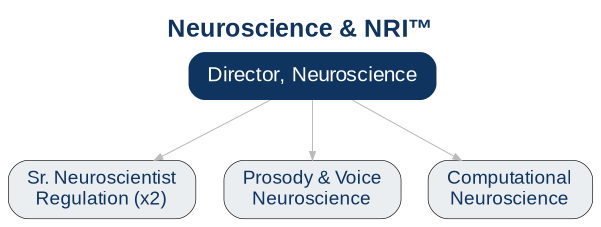 Neuroscience & NRI™
Director, Neuroscience
Sr. Neuroscientist
Regulation (x2)
Prosody & Voice
Neuroscience
Computational
Neuroscience